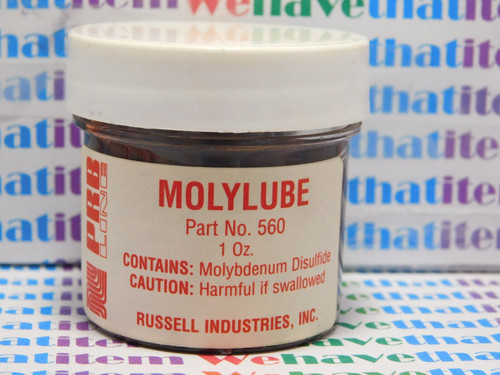 PRB
LINE
MOLYLUBE
Part No. 560
1 Oz.
CONTAINS: Molybdenum Disulfide
CAUTION: Harmful if swallowed
RUSSELL INDUSTRIES, INC.
WeHavethatitem